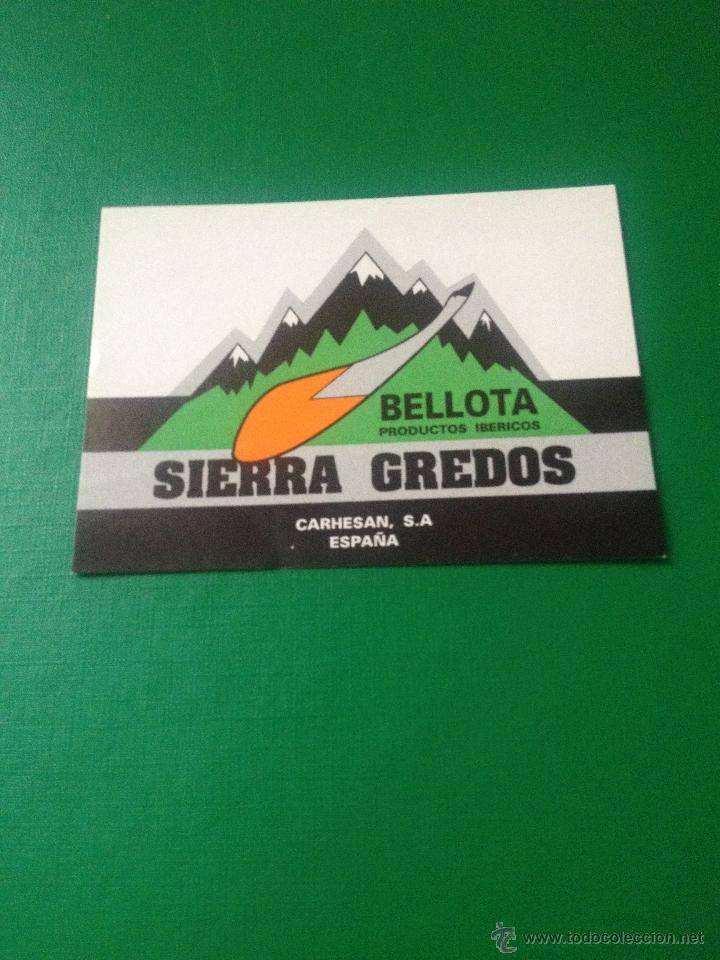 BELLOTA
PRODUCTOS IBERICOS
SIERRA GREDOS
CARHESAN, S.A
ESPAÑA
© www.todocoleccion.net